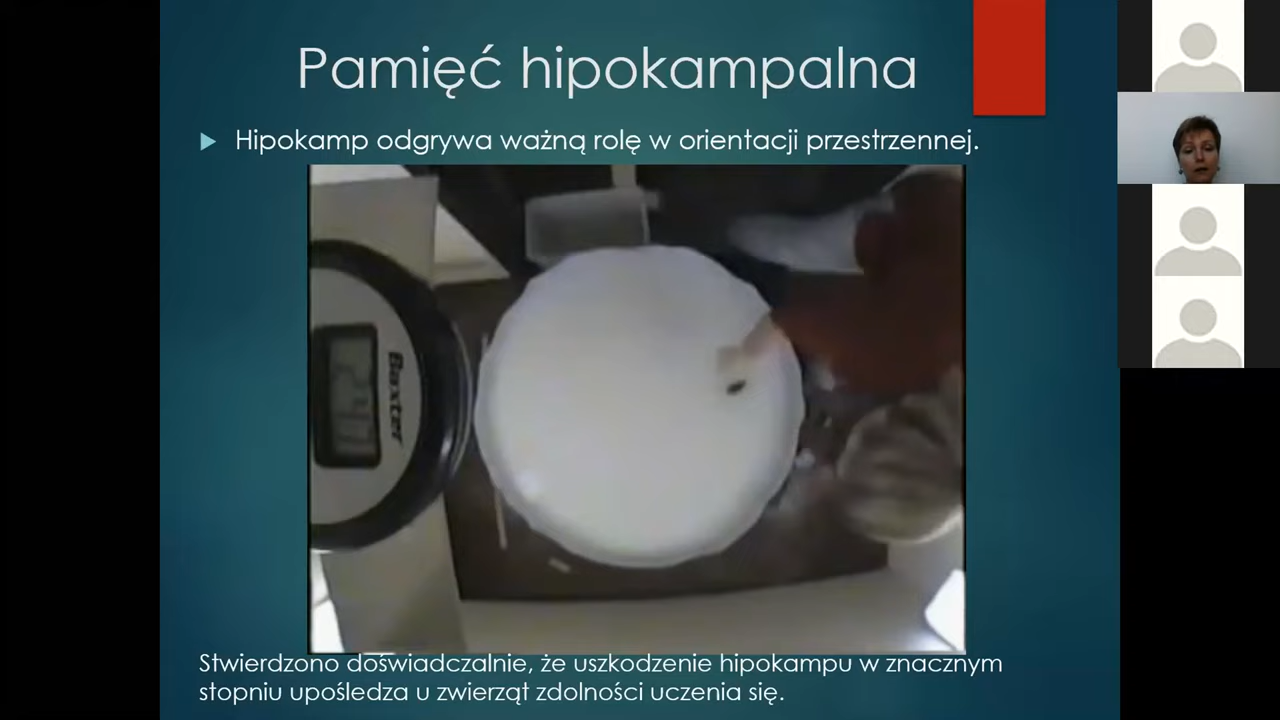 Pamięć hipokampalna
Hipokamp odgrywa ważną rolę w orientacji przestrzennej.
Baxter
Stwierdzono doświadczalnie, że uszkodzenie hipokampu w znacznym
stopniu upośledza u zwierząt zdolności uczenia się.